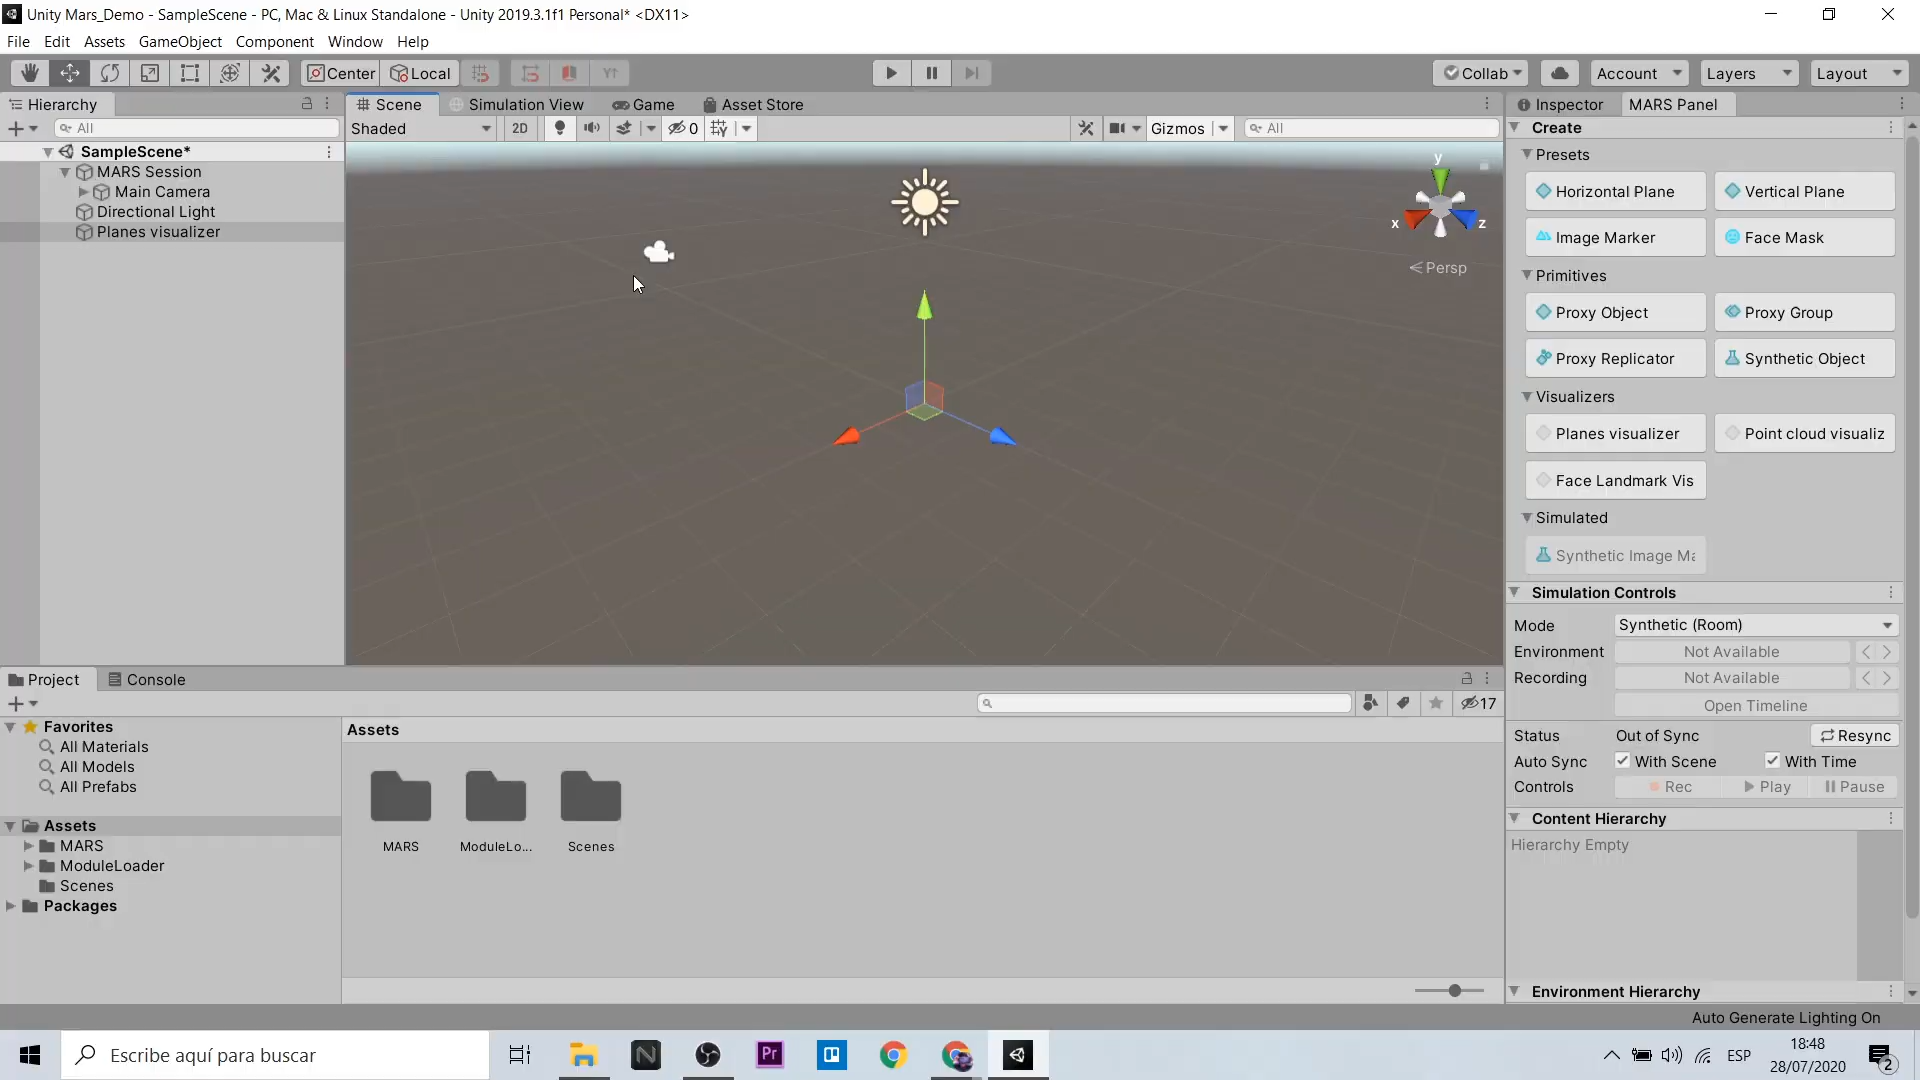 Unity Mars_Demo - SampleScene - PC, Mac & Linux Standalone - Unity 2019.3.1f1 Personal* <DX11>
File Edit Assets GameObject Component Window Help
Center Local Collab Account Layers Layout
Hierarchy
All
SampleScene*
MARS Session
Main Camera
Directional Light
Planes visualizer
Scene Simulation View Game Asset Store
Shaded 2D 0 Gizmos All
y
x z
Persp
Inspector MARS Panel
Create
Presets
Horizontal Plane Vertical Plane
Image Marker Face Mask
Primitives
Proxy Object Proxy Group
Proxy Replicator Synthetic Object
Visualizers
Planes visualizer Point cloud visualiz
Face Landmark Vis
Simulated
Synthetic Image Ma
Simulation Controls
Mode Synthetic (Room)
Environment Not Available
Recording Not Available
Open Timeline
Status Out of Sync Resync
Auto Sync With Scene With Time
Controls Rec Play Pause
Content Hierarchy
Hierarchy Empty
Environment Hierarchy
Project Console
17
Favorites
All Materials
All Models
All Prefabs
Assets
MARS
ModuleLoader
Scenes
Packages
Assets
MARS ModuleLo... Scenes
Auto Generate Lighting On
Escribe aquí para buscar
Pr
ESP
18:48
28/07/2020
2